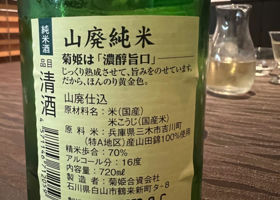 純米酒
品目
清酒
山廃純米
菊姫は「濃醇旨口」
じっくり熟成させて、旨みをのせています。
だから、ほんのり黄金色。
山廃仕込
原材料名：米（国産）
米こうじ（国産米）
原料米：兵庫県三木市吉川町
（特A地区）産山田錦100%使用
精米歩合：70%
アルコール分：16度
内容量：720ml
製造者：菊姫合資会社
石川県白山市鶴来新町タ-8